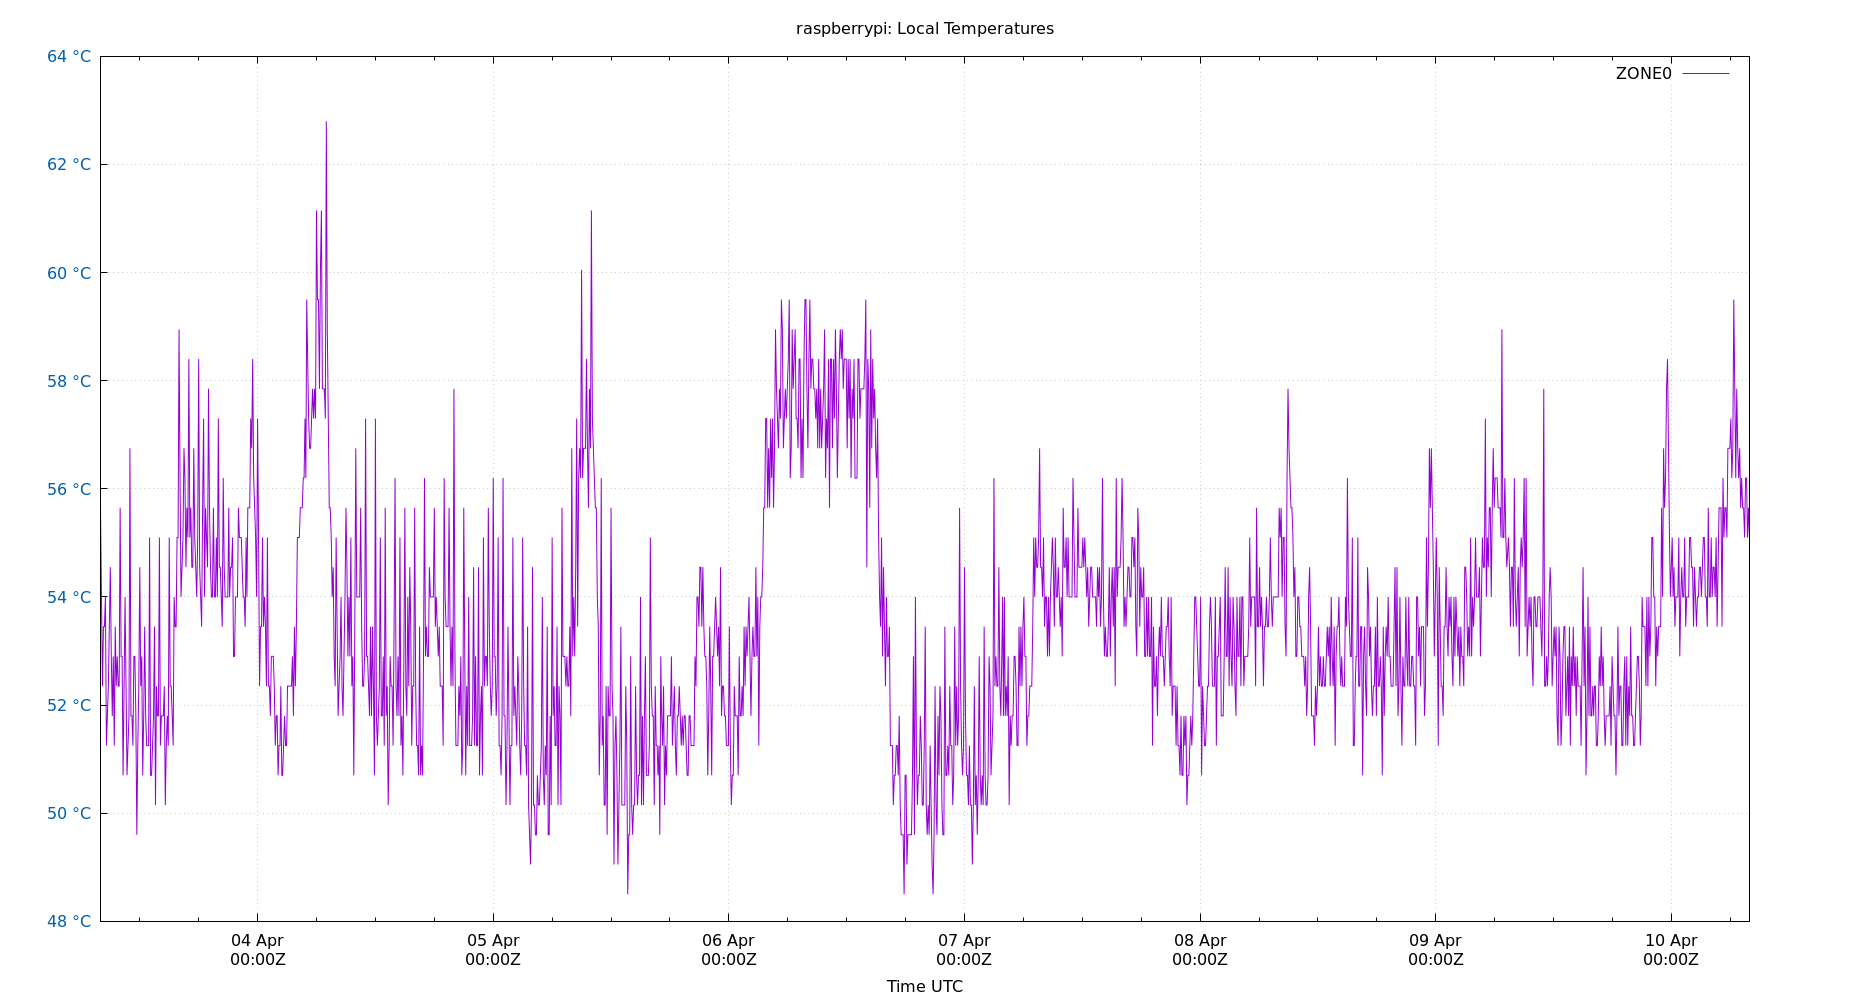 raspberrypi: Local Temperatures
64 °C
ZONE0
62 °C
60 °C
58 °C
56 °C
54 °C
52 °C
50 °C
48 °C
04 Apr 05 Apr 06 Apr 07 Apr 08 Apr 09 Apr 10 Apr
00:00Z 00:00Z 00:00Z 00:00Z 00:00Z 00:00Z 00:00Z
Time UTC